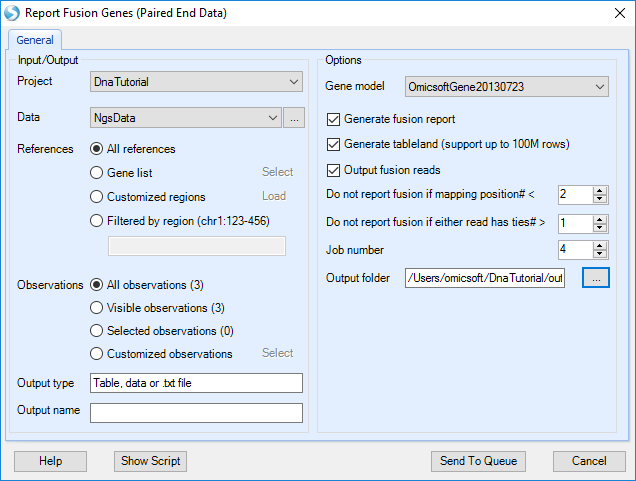 Report Fusion Genes (Paired End Data)
General
Input/Output
Project DnaTutorial
Data NgsData ...
References All references
Gene list Select
Customized regions Load
Filtered by region (chr1:123-456)
Observations All observations (3)
Visible observations (3)
Selected observations (0)
Customized observations Select
Output type Table, data or .txt file
Output name
Options
Gene model OmicsoftGene20130723
Generate fusion report
Generate tableland (support up to 100M rows)
Output fusion reads
Do not report fusion if mapping position# < 2
Do not report fusion if either read has ties# > 1
Job number 4
Output folder /Users/omicsoft/DnaTutorial/out ...
Help Show Script Send To Queue Cancel